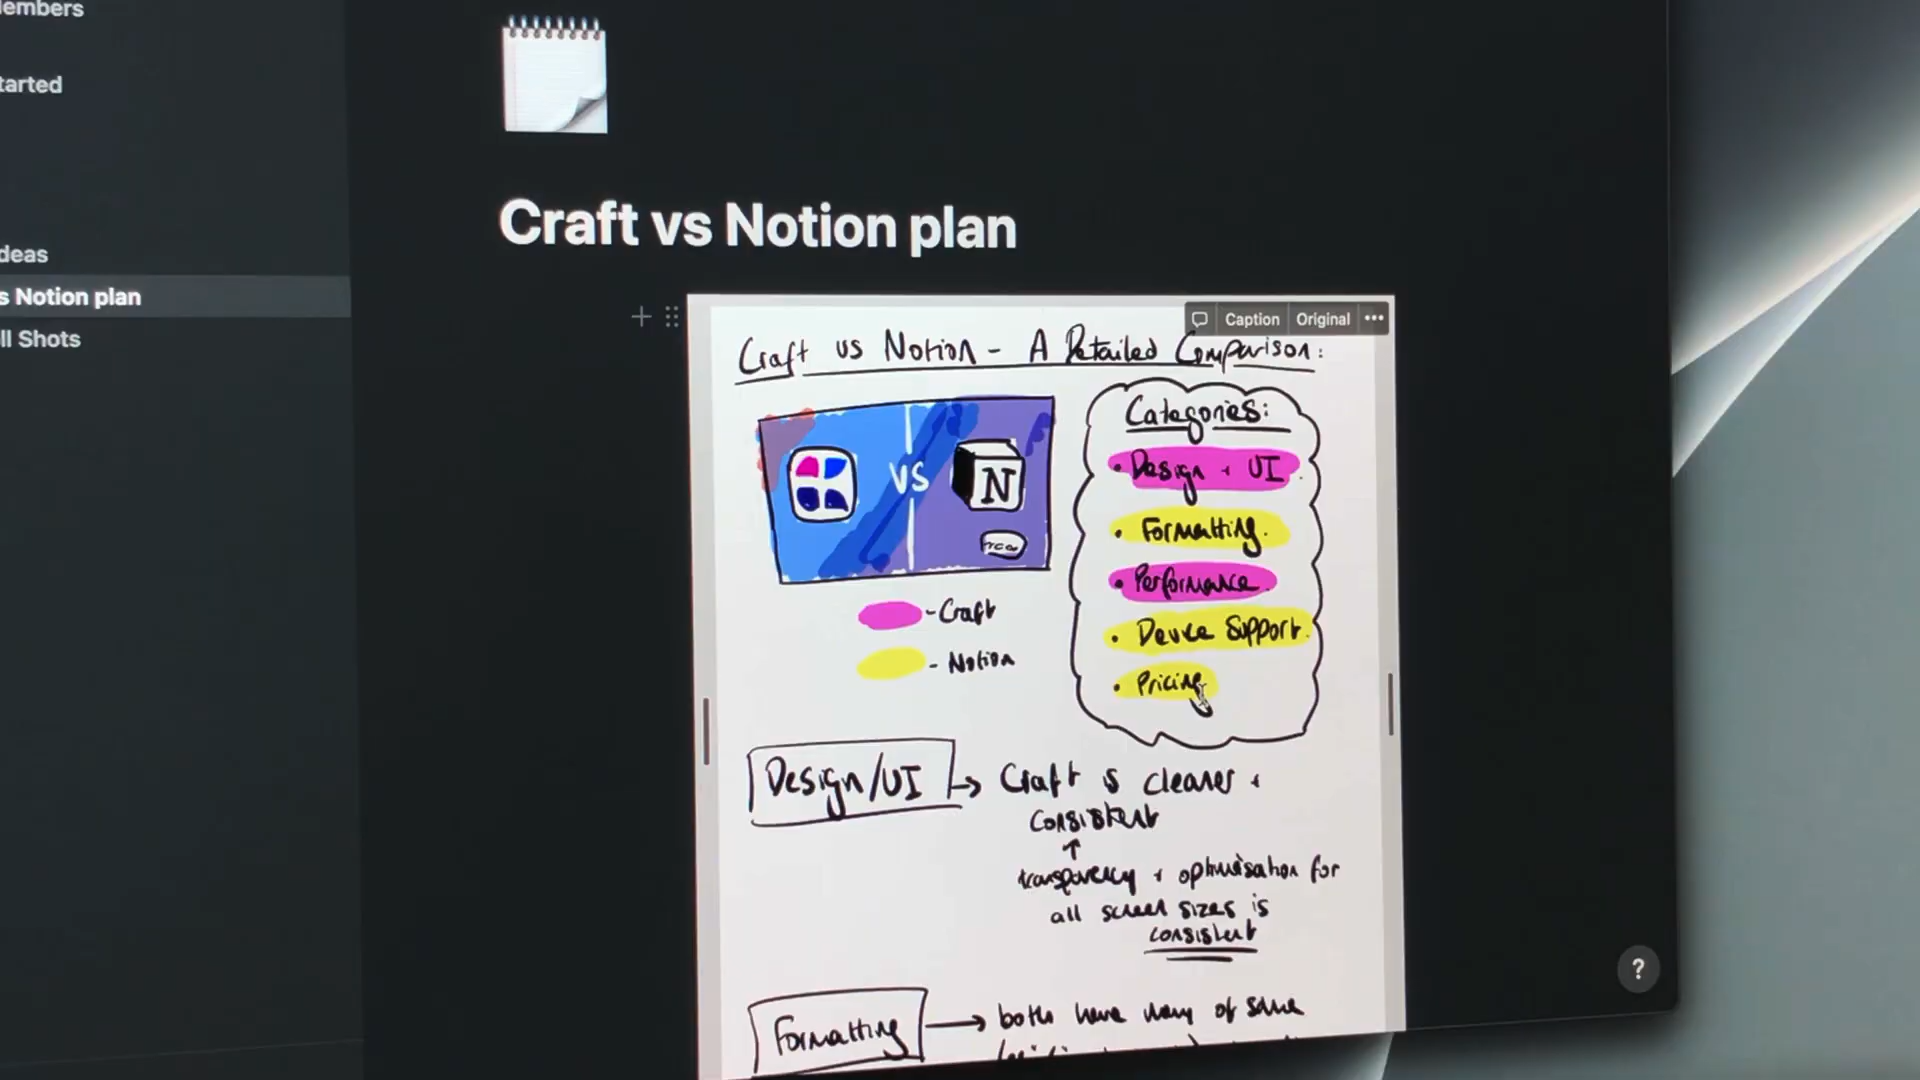 embers
tarted
deas
s Notion plan
ll Shots
Craft vs Notion plan
Caption Original •••
Craft vs Notion - A Detailed Comparison:
VS
N
Categories:
• Design + UI
• Formatting.
• Performance.
• Device Support.
• Pricing
- Craft
- Notion
Design/UI → Craft is cleaner +
consistent
↑
transparency + optimisation for
all screen sizes is
consistent
Formatting → both have many of same
?